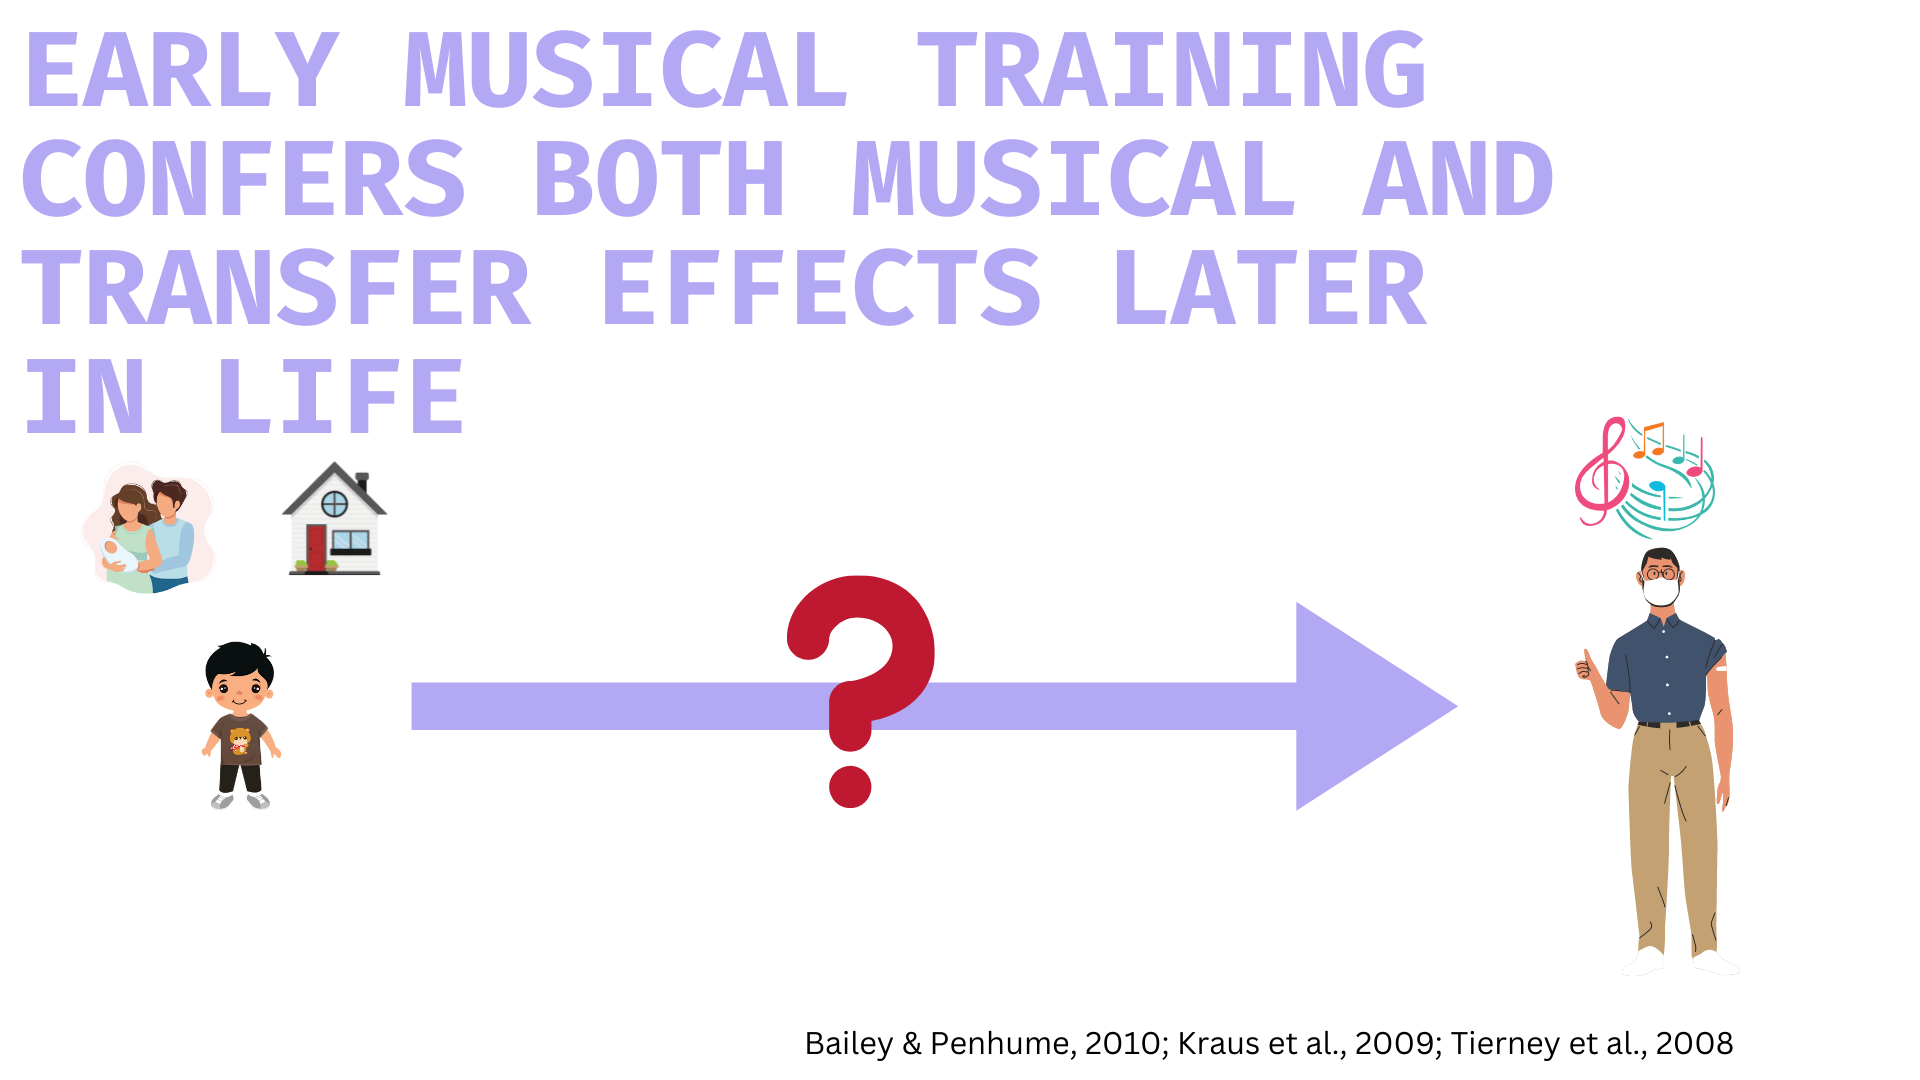 EARLY MUSICAL TRAINING
CONFERS BOTH MUSICAL AND
TRANSFER EFFECTS LATER
IN LIFE
?
Bailey & Penhume, 2010; Kraus et al., 2009; Tierney et al., 2008